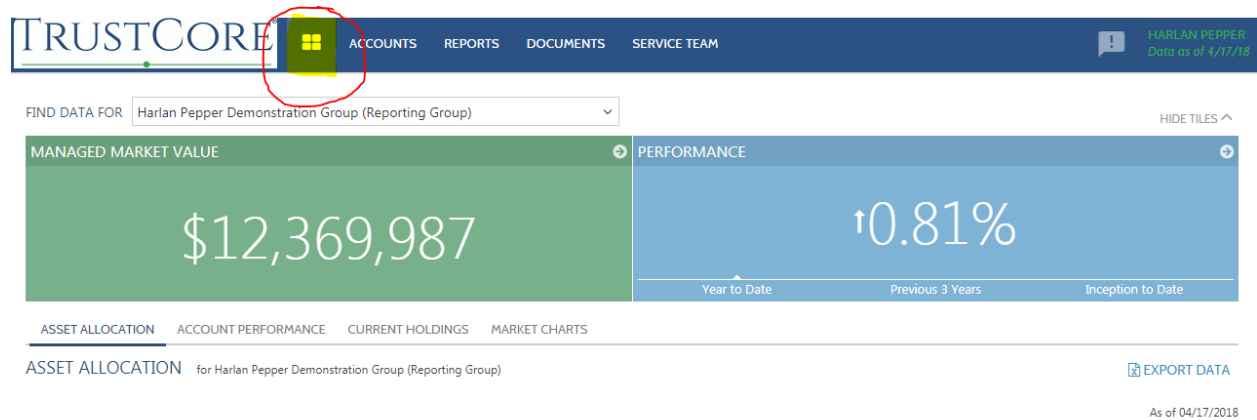 TRUSTCORE®
ACCOUNTS REPORTS DOCUMENTS SERVICE TEAM
HARLAN PEPPER
Data as of 4/17/18
FIND DATA FOR Harlan Pepper Demonstration Group (Reporting Group)
HIDE TILES
MANAGED MARKET VALUE
$12,369,987
PERFORMANCE
0.81%
Year to Date Previous 3 Years Inception to Date
ASSET ALLOCATION ACCOUNT PERFORMANCE CURRENT HOLDINGS MARKET CHARTS
ASSET ALLOCATION for Harlan Pepper Demonstration Group (Reporting Group)
EXPORT DATA
As of 04/17/2018